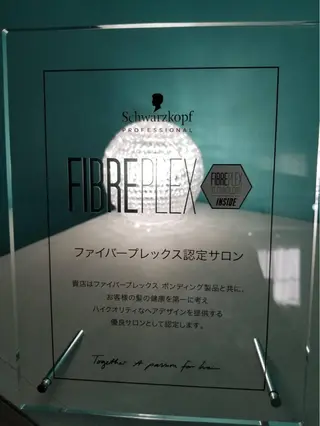 Schwarzkopf
PROFESSIONAL
FIBREPLEX
FIBREPLEX
INSIDE
ファイバープレックス認定サロン
貴店はファイバープレックス ボンディング製品と共に、
お客様の髪の健康を第一に考え
ハイクオリティなヘアデザインを提供する
優良サロンとして認定します。
Together. A passion for hair.